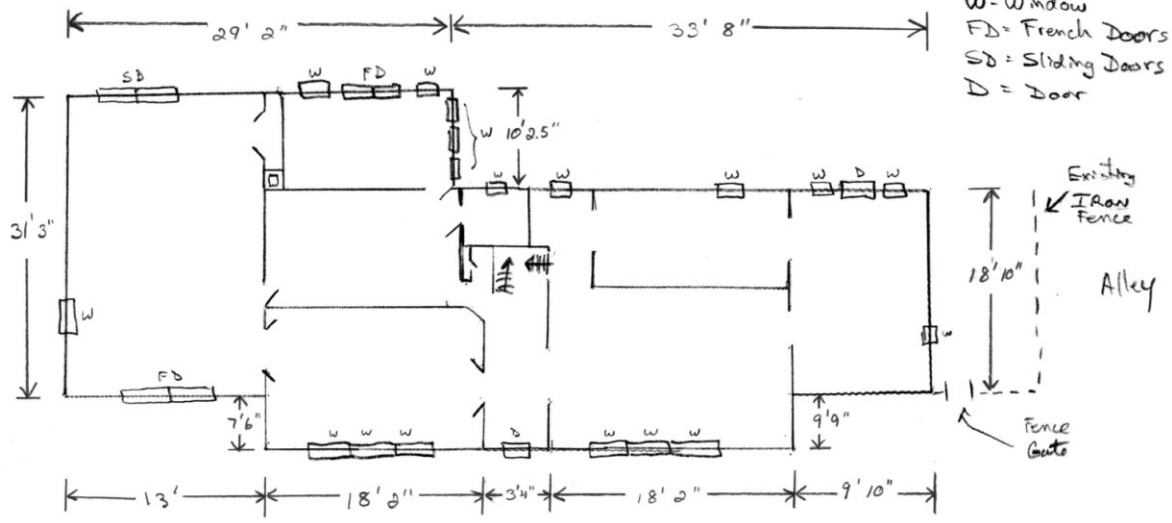 W = Window
FD = French Doors
SD = Sliding Doors
D = Door
29' 2"
33' 8"
SD
W
FD
W
W
10'2.5"
W
W
W
W
D
W
Existing
IRON
Fence
31'3"
18'10"
Alley
W
W
FD
7'6"
W W W
D
W W W
9'9"
Fence
Gate
13'
18' 2"
3'4"
18' 2"
9' 10"